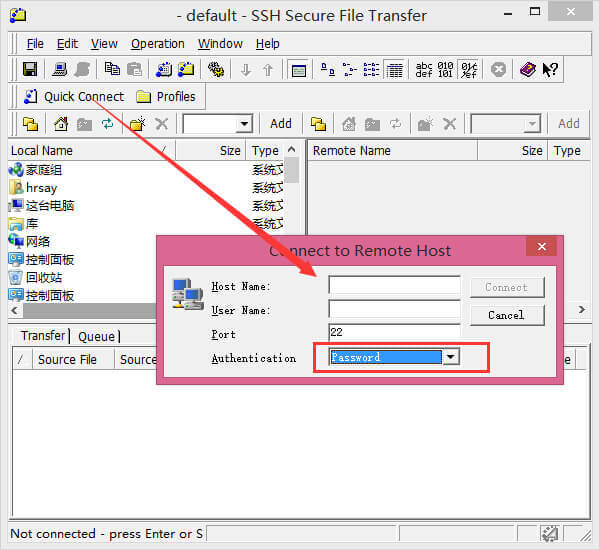 - default - SSH Secure File Transfer
File Edit View Operation Window Help
abc def 010 101 01% %ef
Quick Connect Profiles
Add Add
Local Name / Size Type Remote Name Size Type
家庭组 系统文
hrsay 系统文
这台电脑 系统文
库 系统文
网络
控制面板
回收站
控制面板
Connect to Remote Host
Host Name: Connect
User Name: Cancel
Port 22
Authentication Password
Transfer Queue
/ Source File Source
Not connected - press Enter or S